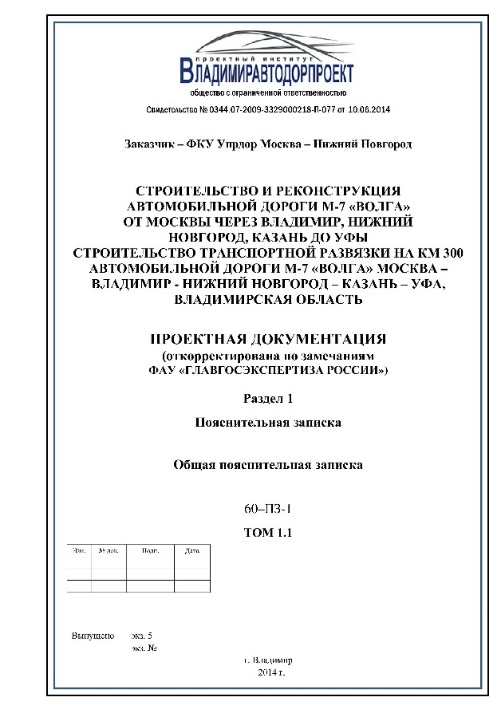 проектный институт
ВЛАДИМИРАВТОДОРПРОЕКТ
общество с ограниченной ответственностью
Свидетельство № 0344.07-2009-3329000218-П-077 от 10.06.2014
Заказчик – ФКУ Упрдор Москва – Нижний Новгород
СТРОИТЕЛЬСТВО И РЕКОНСТРУКЦИЯ
АВТОМОБИЛЬНОЙ ДОРОГИ М-7 «ВОЛГА»
ОТ МОСКВЫ ЧЕРЕЗ ВЛАДИМИР, НИЖНИЙ
НОВГОРОД, КАЗАНЬ ДО УФЫ
СТРОИТЕЛЬСТВО ТРАНСПОРТНОЙ РАЗВЯЗКИ НА КМ 300
АВТОМОБИЛЬНОЙ ДОРОГИ М-7 «ВОЛГА» МОСКВА –
ВЛАДИМИР - НИЖНИЙ НОВГОРОД – КАЗАНЬ – УФА,
ВЛАДИМИРСКАЯ ОБЛАСТЬ
ПРОЕКТНАЯ ДОКУМЕНТАЦИЯ
(откорректирована по замечаниям
ФАУ «ГЛАВГОСЭКСПЕРТИЗА РОССИИ»)
Раздел 1
Пояснительная записка
Общая пояснительная записка
60–ПЗ-1
ТОМ 1.1
Изм. № док. Подп. Дата.
Выпущено экз. 5
экз. №
г. Владимир
2014 г.